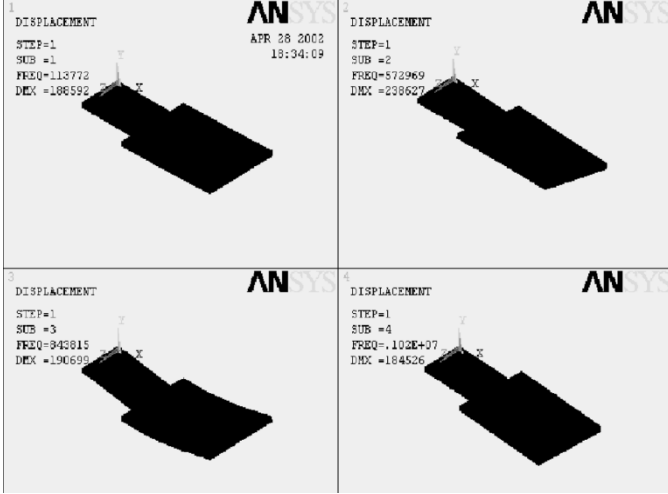 1
ANSYS
DISPLACEMENT
APR 28 2002
18:34:09
STEP=1
SUB =1
FREQ=113772
DMX =188592
Y
Z
X
2
ANSYS
DISPLACEMENT
STEP=1
SUB =2
FREQ=572969
DMX =238627
Y
Z
X
3
ANSYS
DISPLACEMENT
STEP=1
SUB =3
FREQ=843815
DMX =190699
Y
Z
X
4
ANSYS
DISPLACEMENT
STEP=1
SUB =4
FREQ=.102E+07
DMX =184526
Y
Z
X